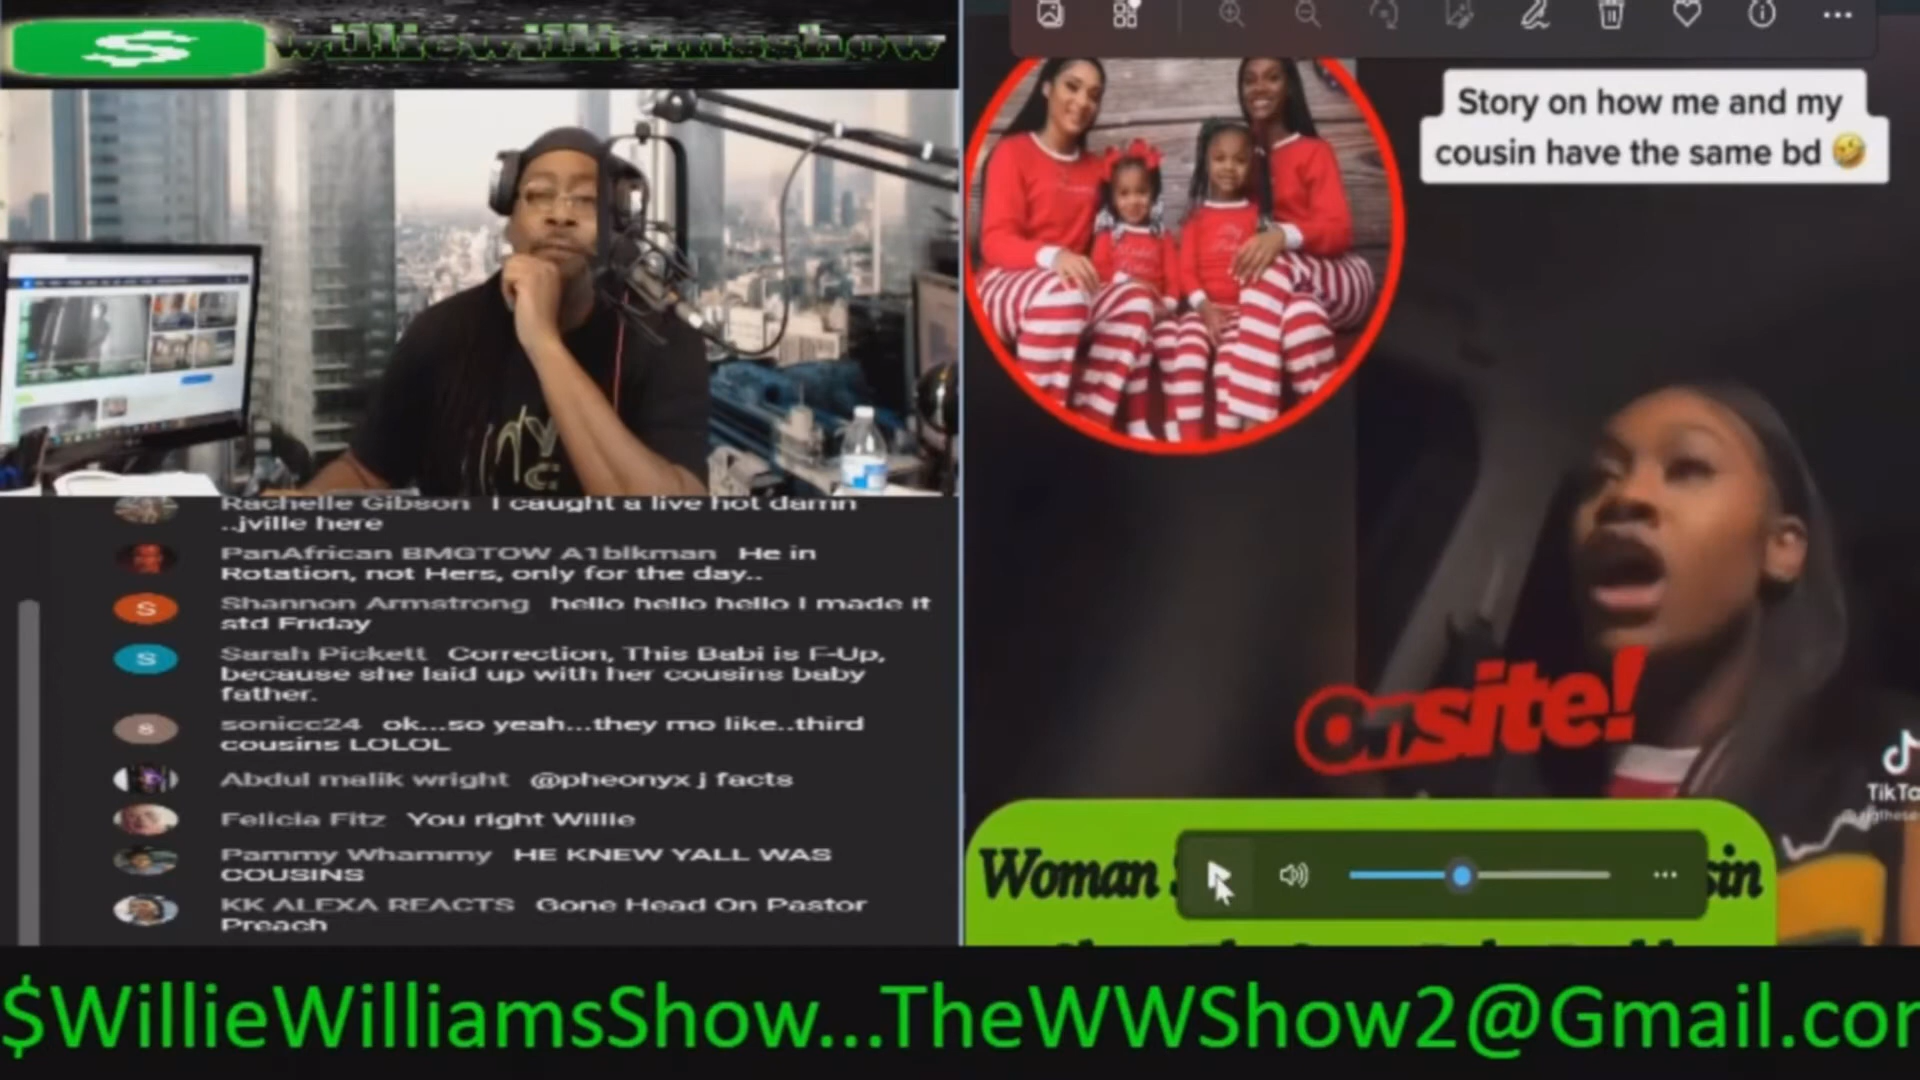 williewilliamsshow
Rachelle Gibson I caught a live hot damn
..jville here
PanAfrican BMGTOW A1blkman He in
Rotation, not Hers, only for the day..
Shannon Armstrong hello hello hello I made it
std Friday
Sarah Pickett Correction, This Babi is F-Up,
because she laid up with her cousins baby
father.
sonicc24 ok...so yeah...they mo like..third
cousins LOLOL
Abdul malik wright @pheonyx j facts
Felicia Fitz You right Willie
Pammy Whammy HE KNEW YALL WAS
COUSINS
KK ALEXA REACTS Gone Head On Pastor
Preach
Story on how me and my
cousin have the same bd 🤣
Onsite!
TikTo
Woman
$WillieWilliamsShow...TheWWShow2@Gmail.com